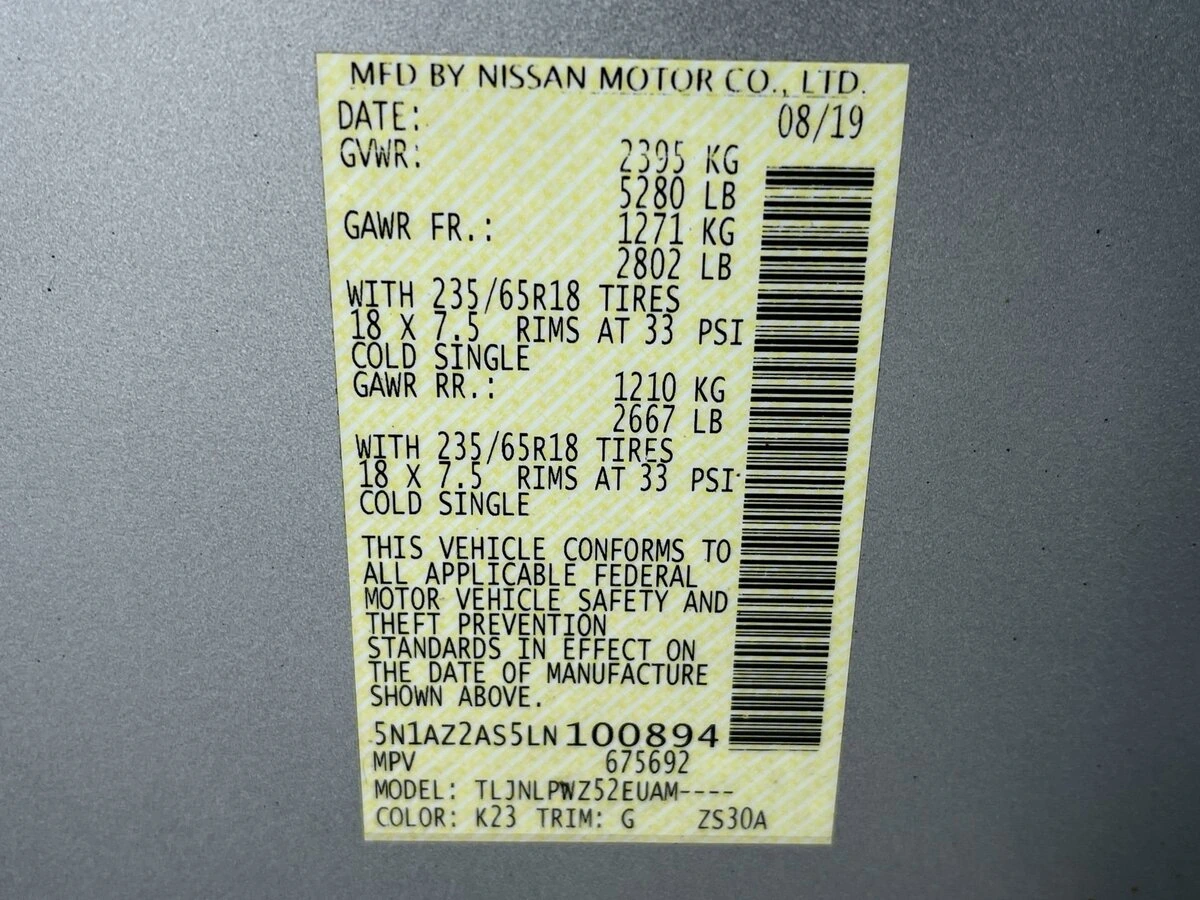 MFD BY NISSAN MOTOR CO., LTD.
DATE: 08/19
GVWR: 2395 KG
5280 LB
GAWR FR.: 1271 KG
2802 LB
WITH 235/65R18 TIRES
18 X 7.5 RIMS AT 33 PSI
COLD SINGLE
GAWR RR.: 1210 KG
2667 LB
WITH 235/65R18 TIRES
18 X 7.5 RIMS AT 33 PSI
COLD SINGLE
THIS VEHICLE CONFORMS TO
ALL APPLICABLE FEDERAL
MOTOR VEHICLE SAFETY AND
THEFT PREVENTION
STANDARDS IN EFFECT ON
THE DATE OF MANUFACTURE
SHOWN ABOVE.
5N1AZ2AS5LN100894
MPV 675692
MODEL: TLJNLPWZ52EUAM----
COLOR: K23 TRIM: G ZS30A